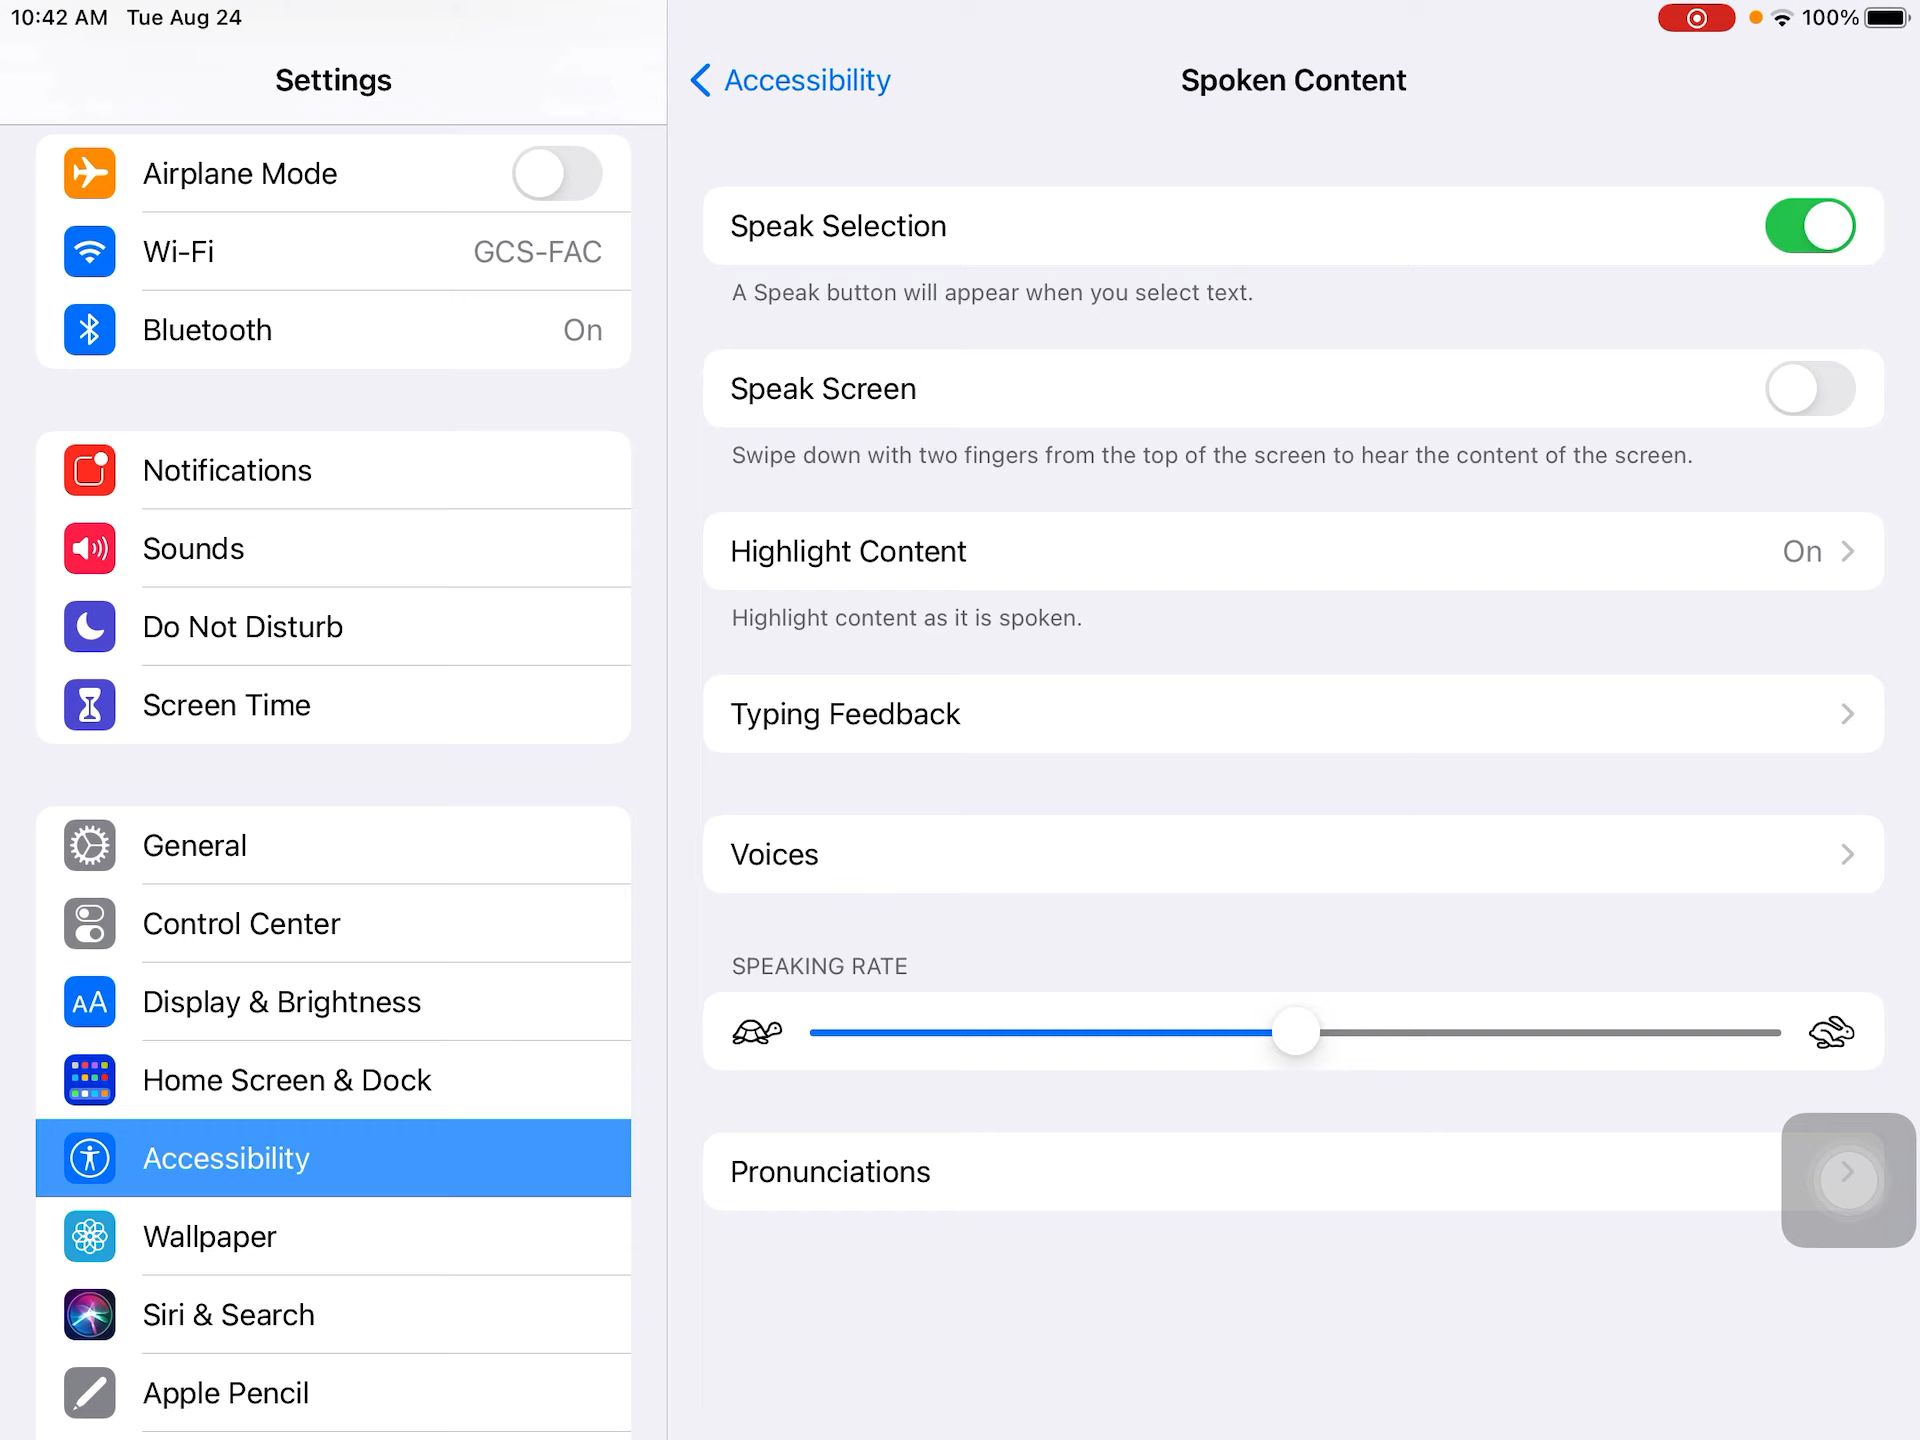 10:42 AM Tue Aug 24
100%
Settings
Airplane Mode
Wi-Fi GCS-FAC
Bluetooth On
Notifications
Sounds
Do Not Disturb
Screen Time
General
Control Center
AA Display & Brightness
Home Screen & Dock
Accessibility
Wallpaper
Siri & Search
Apple Pencil
Accessibility
Spoken Content
Speak Selection
A Speak button will appear when you select text.
Speak Screen
Swipe down with two fingers from the top of the screen to hear the content of the screen.
Highlight Content On
Highlight content as it is spoken.
Typing Feedback
Voices
SPEAKING RATE
Pronunciations